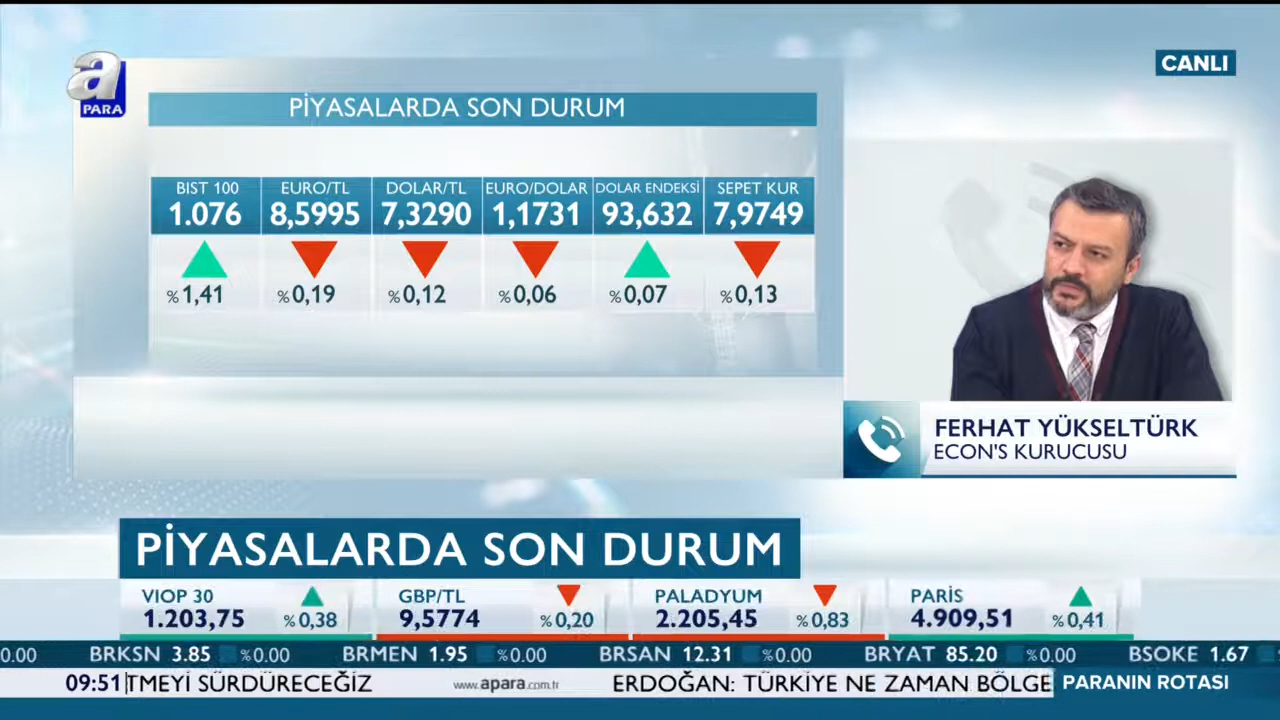 a
PARA
CANLI
PİYASALARDA SON DURUM
BIST 100 EURO/TL DOLAR/TL EURO/DOLAR DOLAR ENDEKSİ SEPET KUR
1.076 8,5995 7,3290 1,1731 93,632 7,9749
%1,41 %0,19 %0,12 %0,06 %0,07 %0,13
FERHAT YÜKSELTÜRK
ECON'S KURUCUSU
PİYASALARDA SON DURUM
VIOP 30 GBP/TL PALADYUM PARİS
1.203,75 %0,38 9,5774 %0,20 2.205,45 %0,83 4.909,51 %0,41
0.00 BRKSN 3.85 %0.00 BRMEN 1.95 %0.00 BRSAN 12.31 %0.00 BRYAT 85.20 %0.00 BSOKE 1.67 %0.00
09:51 TMEYİ SÜRDÜRECEĞİZ www.apara.com.tr ERDOĞAN: TÜRKİYE NE ZAMAN BÖLGE PARANIN ROTASI